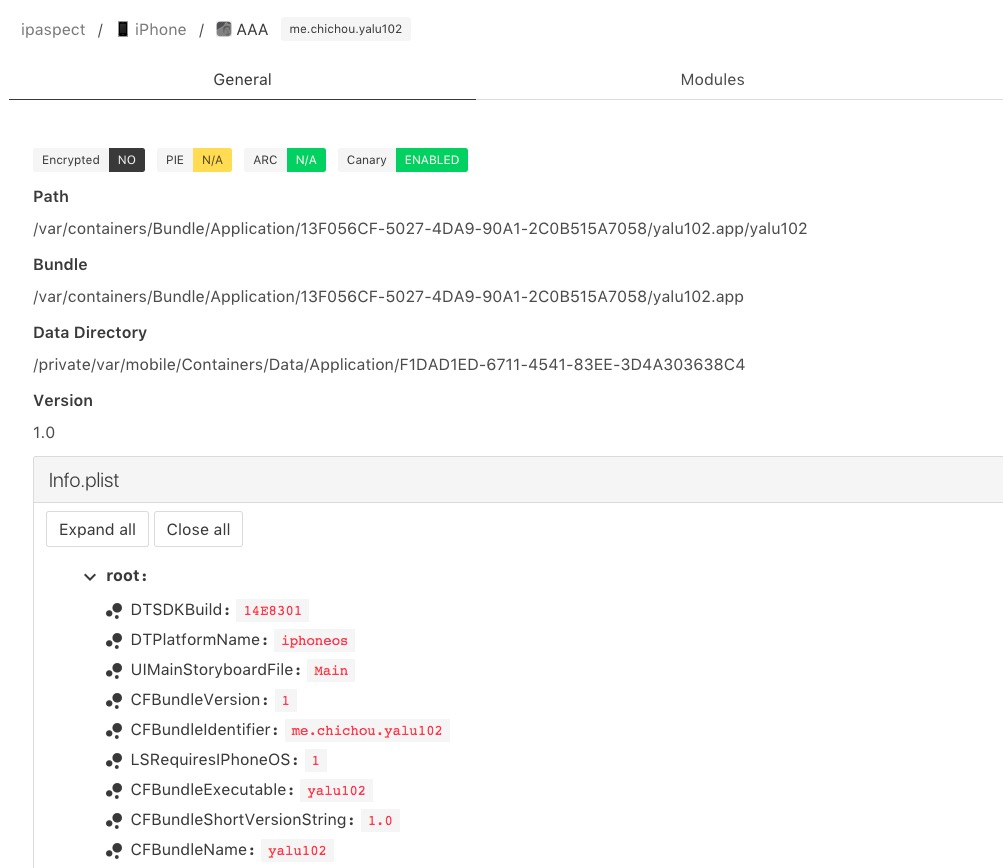 ipaspect / iPhone / AAA me.chichou.yalu102
General Modules
Encrypted NO PIE N/A ARC N/A Canary ENABLED
Path
/var/containers/Bundle/Application/13F056CF-5027-4DA9-90A1-2C0B515A7058/yalu102.app/yalu102
Bundle
/var/containers/Bundle/Application/13F056CF-5027-4DA9-90A1-2C0B515A7058/yalu102.app
Data Directory
/private/var/mobile/Containers/Data/Application/F1DAD1ED-6711-4541-83EE-3D4A303638C4
Version
1.0
Info.plist
Expand all Close all
root:
DTSDKBuild: 14E8301
DTPlatformName: iphoneos
UIMainStoryboardFile: Main
CFBundleVersion: 1
CFBundleIdentifier: me.chichou.yalu102
LSRequiresIPhoneOS: 1
CFBundleExecutable: yalu102
CFBundleShortVersionString: 1.0
CFBundleName: yalu102